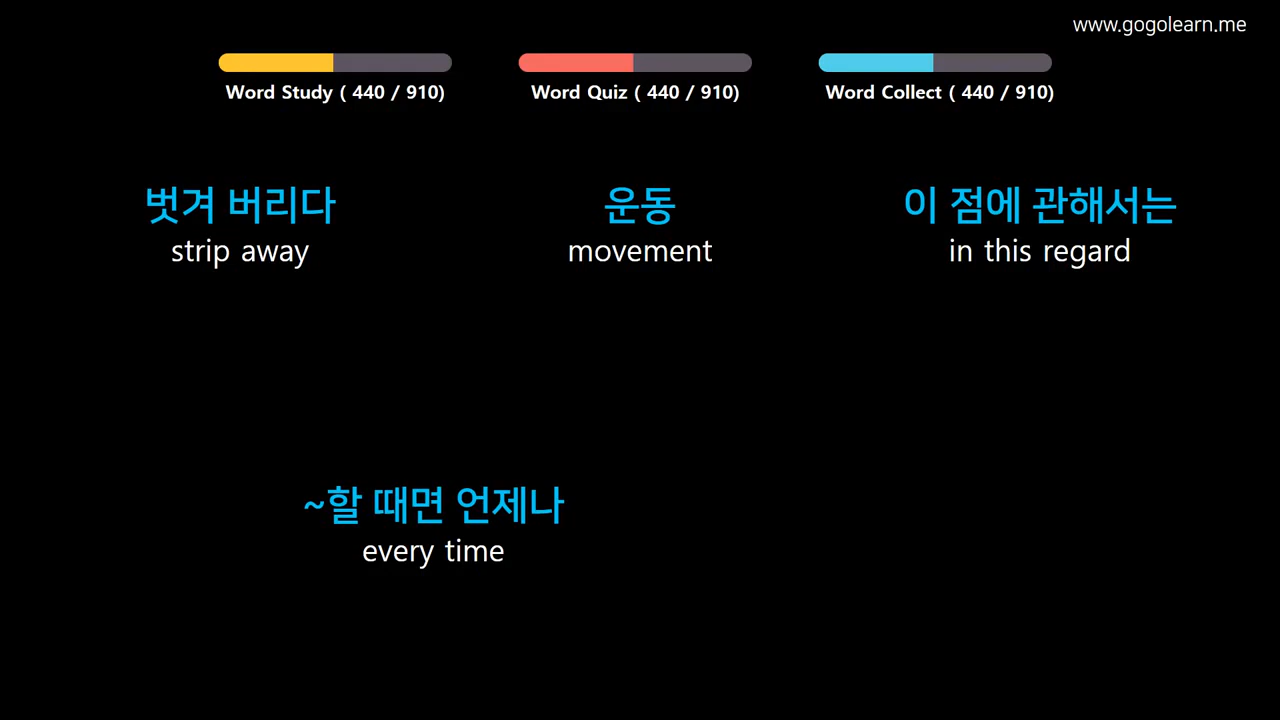 www.gogolearn.me
Word Study ( 440 / 910)
Word Quiz ( 440 / 910)
Word Collect ( 440 / 910)
벗겨 버리다
strip away
운동
movement
이 점에 관해서는
in this regard
~할 때면 언제나
every time